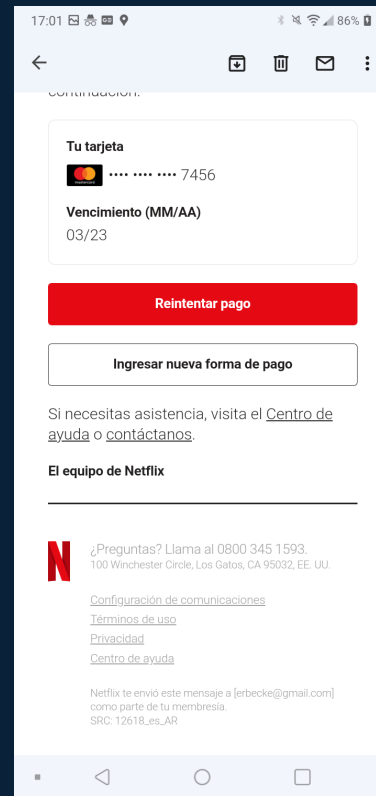 17:01
86%
continuación.
Tu tarjeta
•••• •••• •••• 7456
Vencimiento (MM/AA)
03/23
Reintentar pago
Ingresar nueva forma de pago
Si necesitas asistencia, visita el Centro de
ayuda o contáctanos.
El equipo de Netflix
¿Preguntas? Llama al 0800 345 1593.
100 Winchester Circle, Los Gatos, CA 95032, EE. UU.
Configuración de comunicaciones
Términos de uso
Privacidad
Centro de ayuda
Netflix te envió este mensaje a [erbecke@gmail.com]
como parte de tu membresía.
SRC: 12618_es_AR